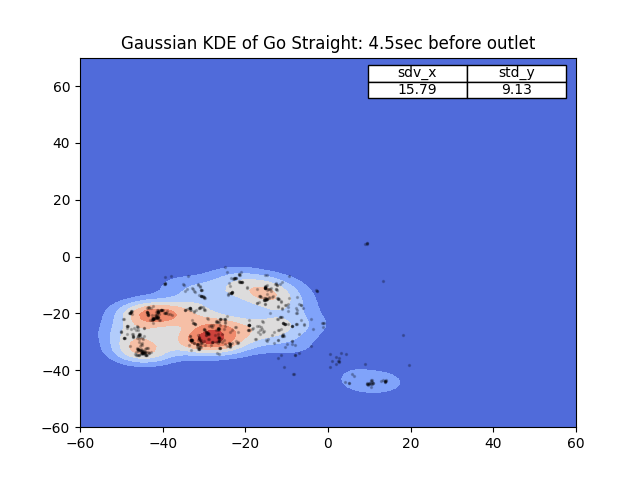 Gaussian KDE of Go Straight: 4.5sec before outlet
sdv_x std_y
15.79 9.13
60
40
20
0
−20
−40
−60
−60 −40 −20 0 20 40 60